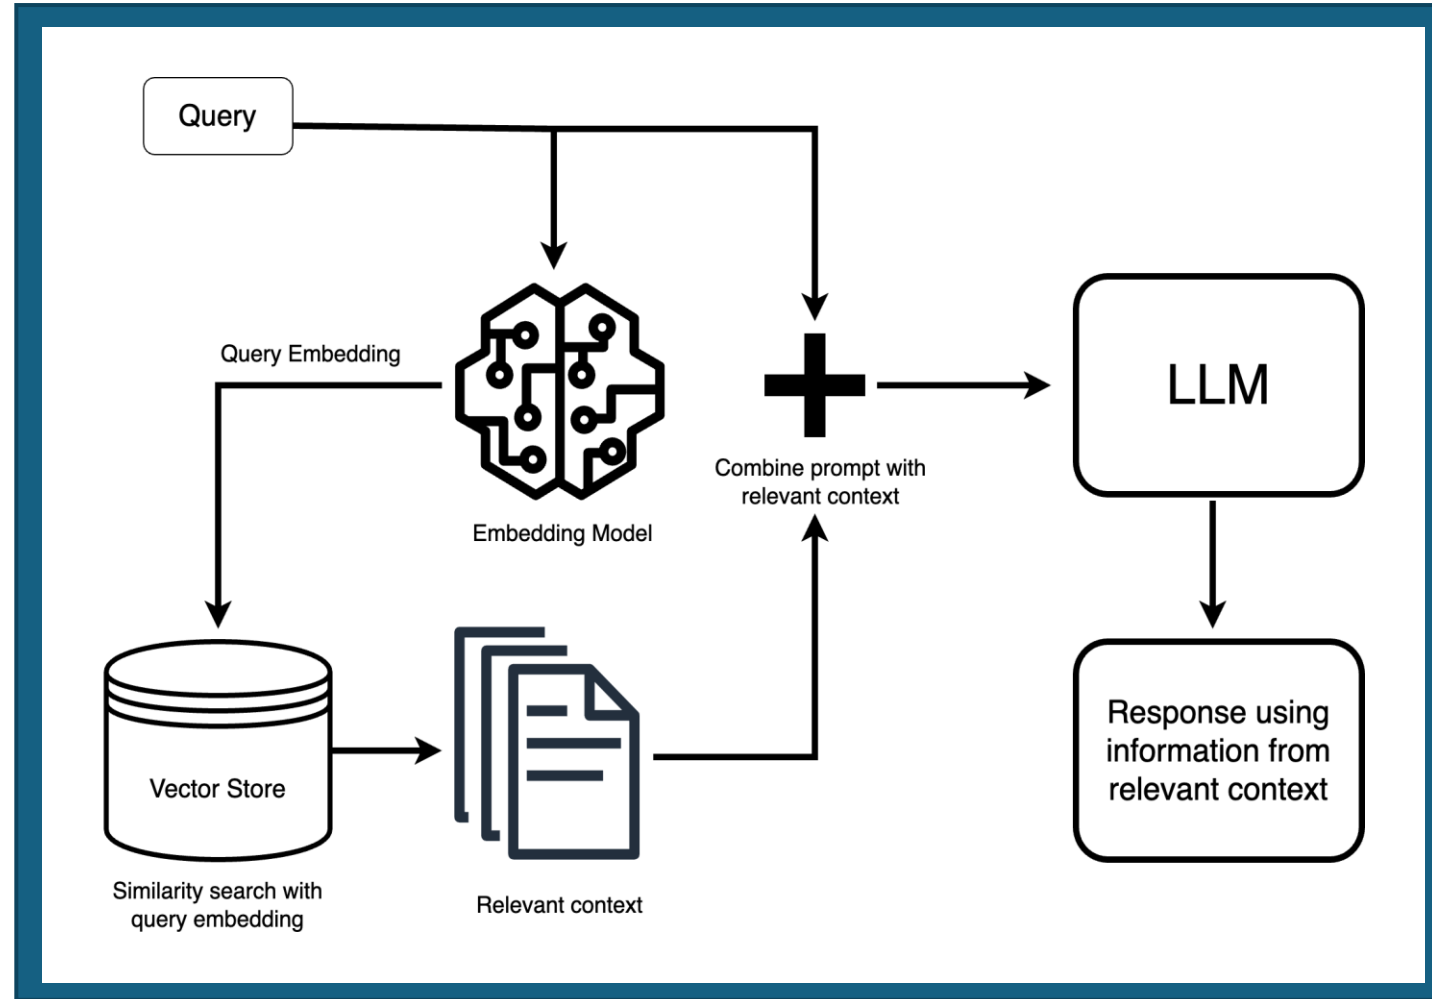 Query
Query Embedding
LLM
Combine prompt with
relevant context
Embedding Model
Response using
information from
relevant context
Vector Store
Similarity search with
query embedding
Relevant context